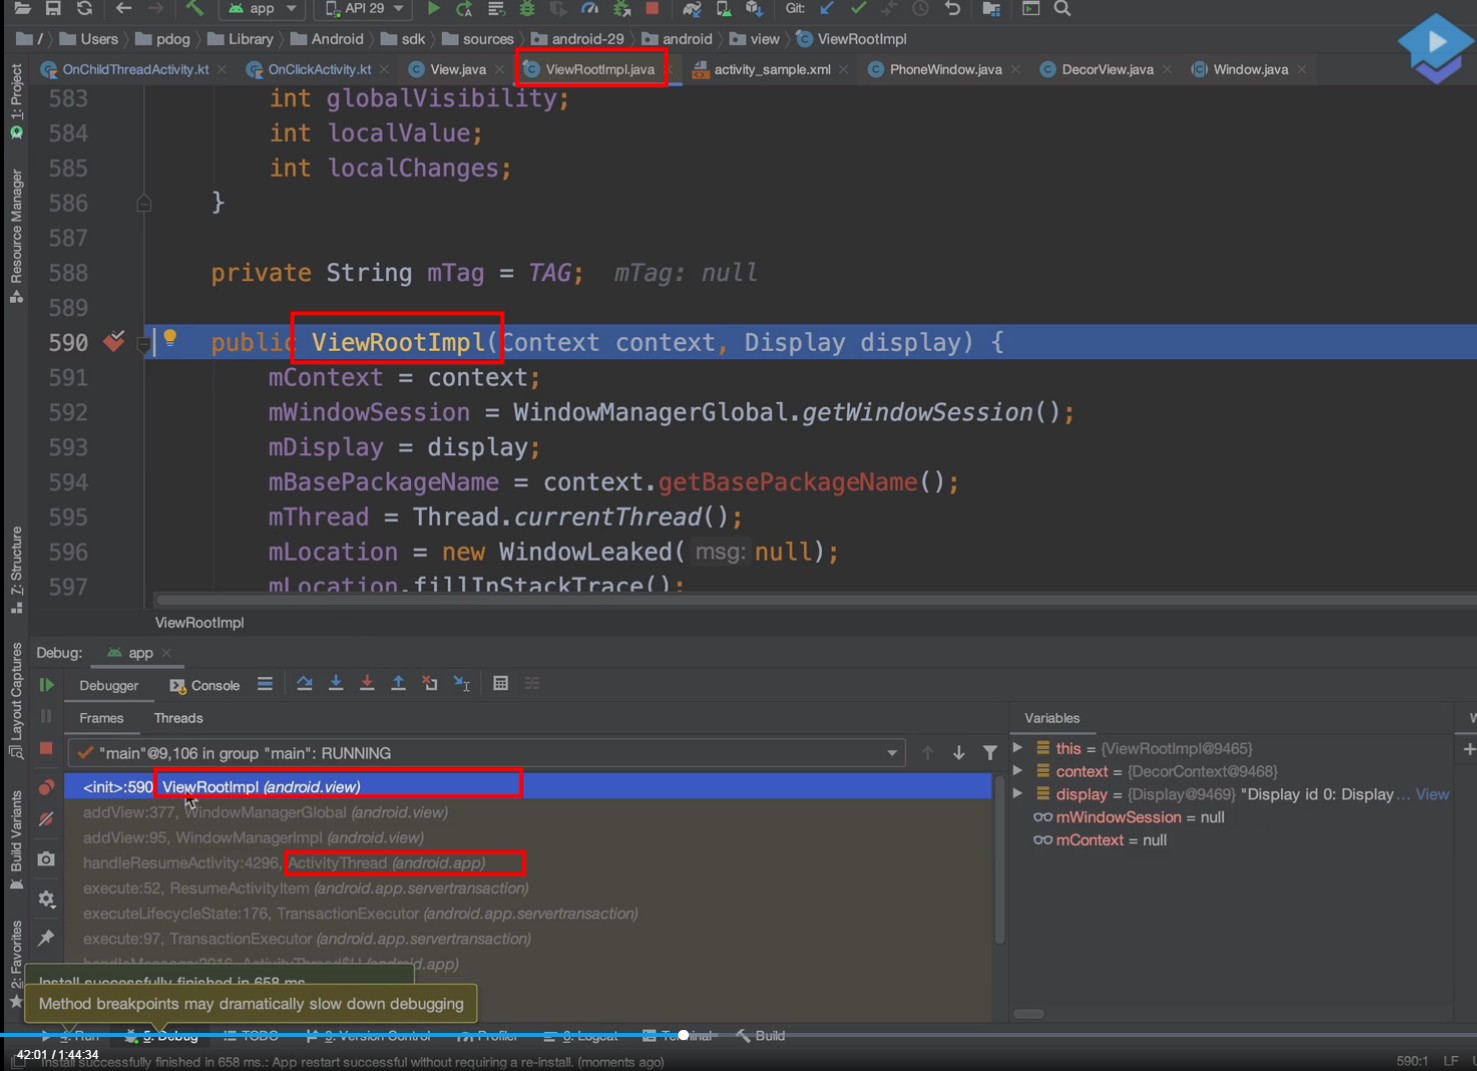 app API 29 Git:
/ Users pdog Library Android sdk sources android-29 android view ViewRootImpl
OnChildThreadActivity.kt OnClickActivity.kt View.java ViewRootImpl.java activity_sample.xml PhoneWindow.java DecorView.java Window.java
1: Project
Resource Manager
7: Structure
Layout Captures
Build Variants
2: Favorites
583 int globalVisibility;
584 int localValue;
585 int localChanges;
586 }
587
588 private String mTag = TAG; mTag: null
589
590 public ViewRootImpl(Context context, Display display) {
591 mContext = context;
592 mWindowSession = WindowManagerGlobal.getWindowSession();
593 mDisplay = display;
594 mBasePackageName = context.getBasePackageName();
595 mThread = Thread.currentThread();
596 mLocation = new WindowLeaked( msg: null);
597 mLocation.fillInStackTrace();
ViewRootImpl
Debug: app
Debugger Console
Frames Threads
"main"@9,106 in group "main": RUNNING
<init>:590 ViewRootImpl (android.view)
addView:377, WindowManagerGlobal (android.view)
addView:95, WindowManagerImpl (android.view)
handleResumeActivity:4296, ActivityThread (android.app)
execute:52, ResumeActivityItem (android.app.servertransaction)
executeLifecycleState:176, TransactionExecutor (android.app.servertransaction)
execute:97, TransactionExecutor (android.app.servertransaction)
handleMessage:2016, ActivityThread$H (android.app)
Variables
this = {ViewRootImpl@9465}
context = {DecorContext@9468}
display = {Display@9469} "Display id 0: Display... View
mWindowSession = null
mContext = null
Install successfully finished in 658 ms.
Method breakpoints may dramatically slow down debugging
4: Run 5: Debug TODO 9: Version Control Profiler 6: Logcat Terminal Build
42:01 / 1:44:34
Install successfully finished in 658 ms.: App restart successful without requiring a re-install. (moments ago)
590:1 LF